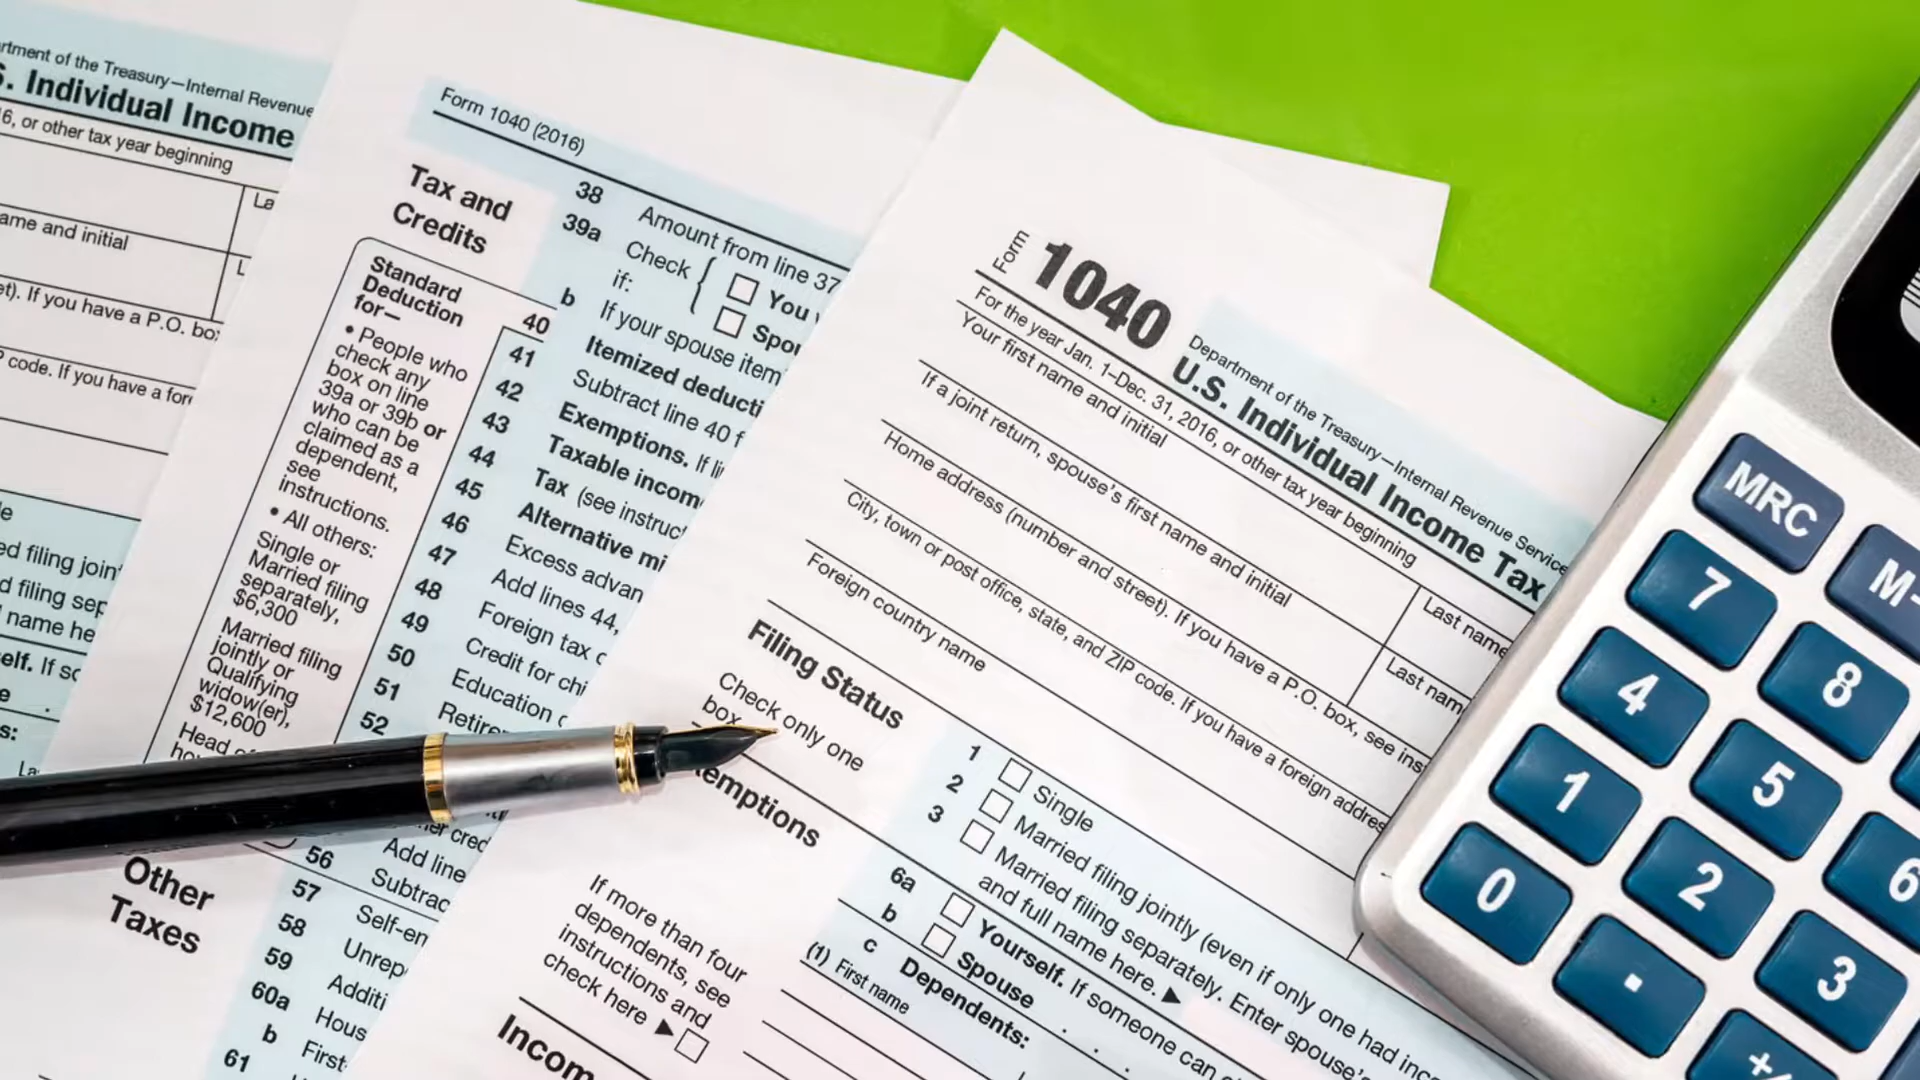 rtment of the Treasury—Internal Revenue
S. Individual Income
6, or other tax year beginning
La
ame and initial
L
et). If you have a P.O. box
P code. If you have a for
le
ed filing joint
d filing sep
name he
elf. If so
e .
s:
La
Form 1040 (2016)
Tax and
Credits
Standard
Deduction
for—
• People who
check any
box on line
39a or 39b or
who can be
claimed as a
dependent,
see
instructions.
• All others:
Single or
Married filing
separately,
$6,300
Married filing
jointly or
Qualifying
widow(er),
$12,600
Head of
hou
38 Amount from line 37
39a Check
if:
You
Spou
b If your spouse item
40 Itemized deducti
41 Subtract line 40 f
42 Exemptions. If li
43 Taxable incom
44 Tax (see instruct
45 Alternative mi
46 Excess advan
47 Add lines 44,
48 Foreign tax c
49 Credit for chi
50 Education c
51 Retire
52
her cred
Add line
56 Subtrac
Other
Taxes
57 Self-en
58 Unrep
59 Additi
60a Hous
b First-
61
Form 1040
Department of the Treasury—Internal Revenue Service
U.S. Individual Income Tax
For the year Jan. 1–Dec. 31, 2016, or other tax year beginning
Your first name and initial
Last name
If a joint return, spouse's first name and initial
Last name
Home address (number and street). If you have a P.O. box, see ins
City, town or post office, state, and ZIP code. If you have a foreign addres
Foreign country name
Filing Status
Check only one
box.
1 Single
2 Married filing jointly (even if only one had inco
3 Married filing separately. Enter spouse's
and full name here. ▶
emptions
6a Yourself. If someone can
b Spouse
c Dependents:
(1) First name
If more than four
dependents, see
instructions and
check here ▶
Incom
MRC
M-
7
8
4
5
6
1
2
3
0
.
+